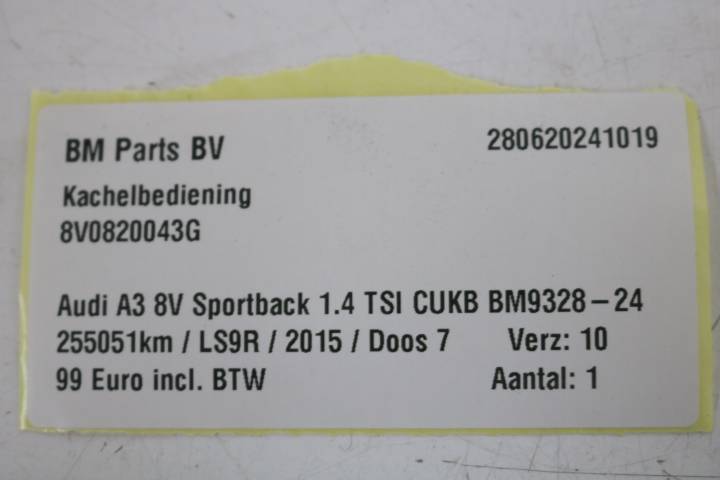 BM Parts BV 280620241019
Kachelbediening
8V0820043G
Audi A3 8V Sportback 1.4 TSI CUKB BM9328-24
255051km / LS9R / 2015 / Doos 7 Verz: 10
99 Euro incl. BTW Aantal: 1